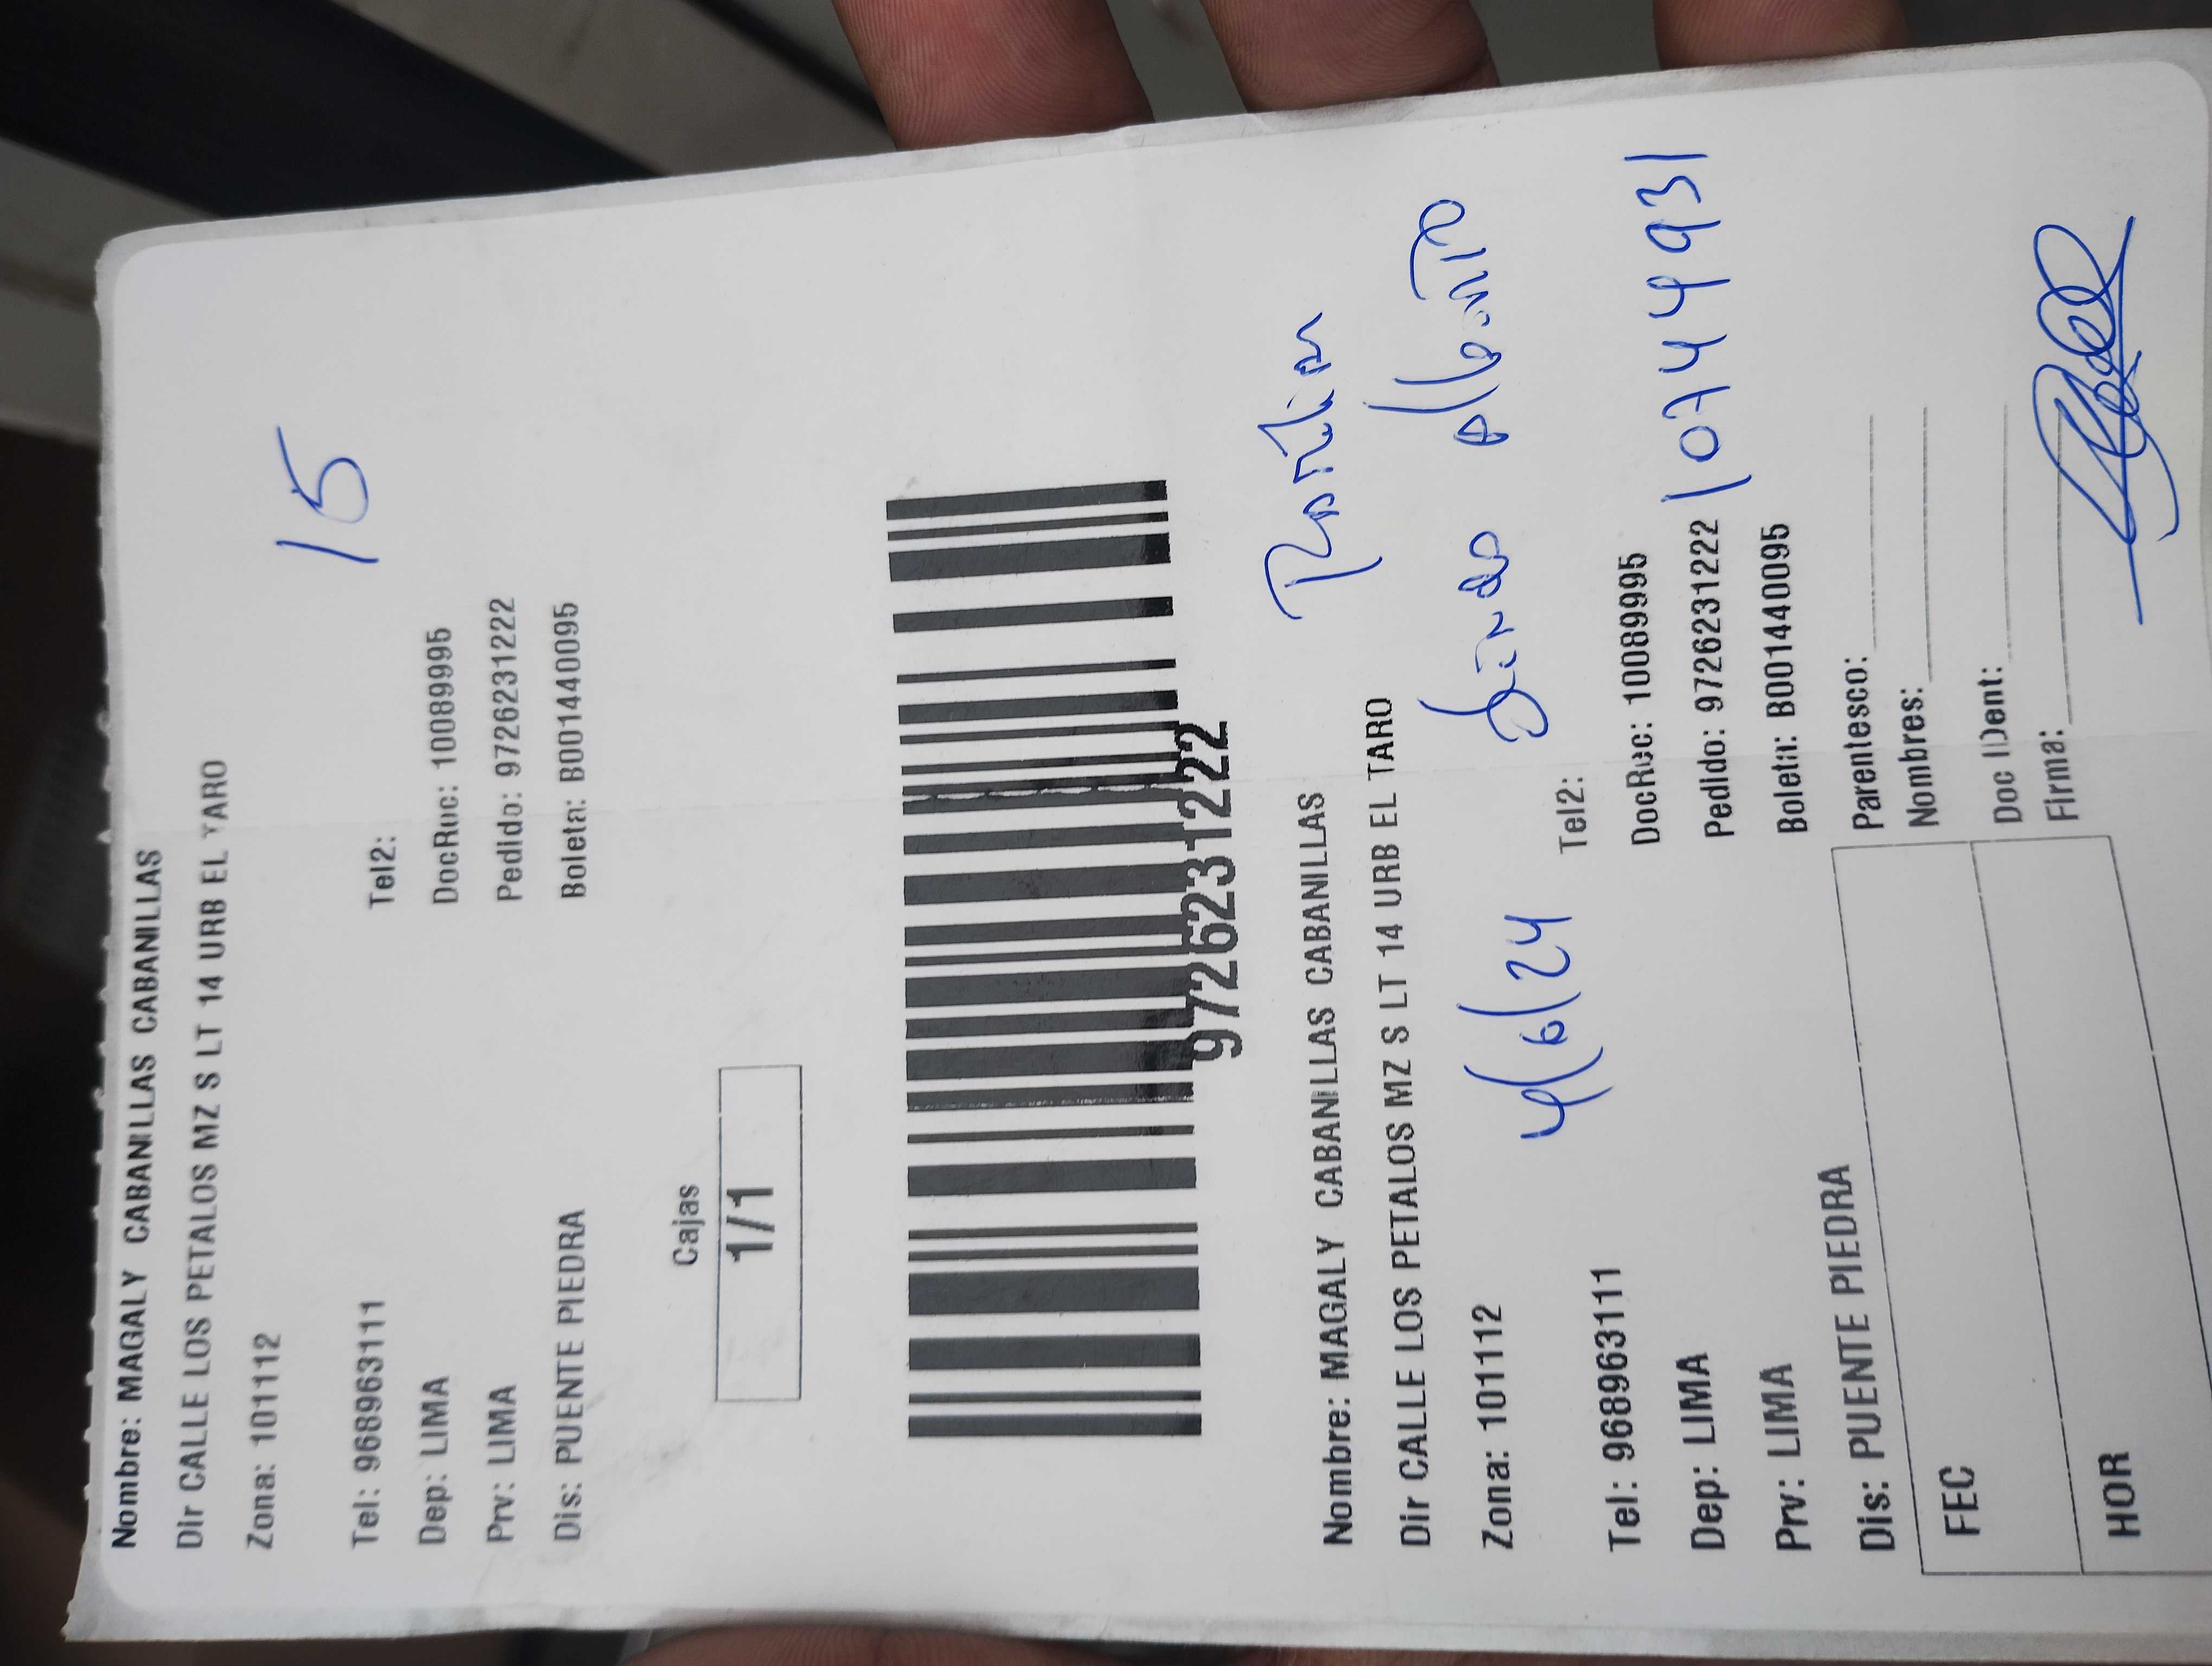 Nombre: MAGALY CABANILLAS CABANILLAS
Dir CALLE LOS PETALOS MZ S LT 14 URB EL TARO
Zona: 101112
15
Tel: 968963111 Tel2:
Dep: LIMA DocRuc: 10089995
Prv: LIMA Pedido: 9726231222
Dis: PUENTE PIEDRA Boleta: B001440095
Cajas
1/1
9726231222
Nombre: MAGALY CABANILLAS CABANILLAS
Dir CALLE LOS PETALOS MZ S LT 14 URB EL TARO
Zona: 101112
4/6/24
Tel: 968963111 Tel2:
Dep: LIMA DocRuc: 10089995
10744931
Prv: LIMA Pedido: 9726231222
Dis: PUENTE PIEDRA Boleta: B001440095
Parentesco:
FEC Nombres:
Doc IDent:
HOR Firma: